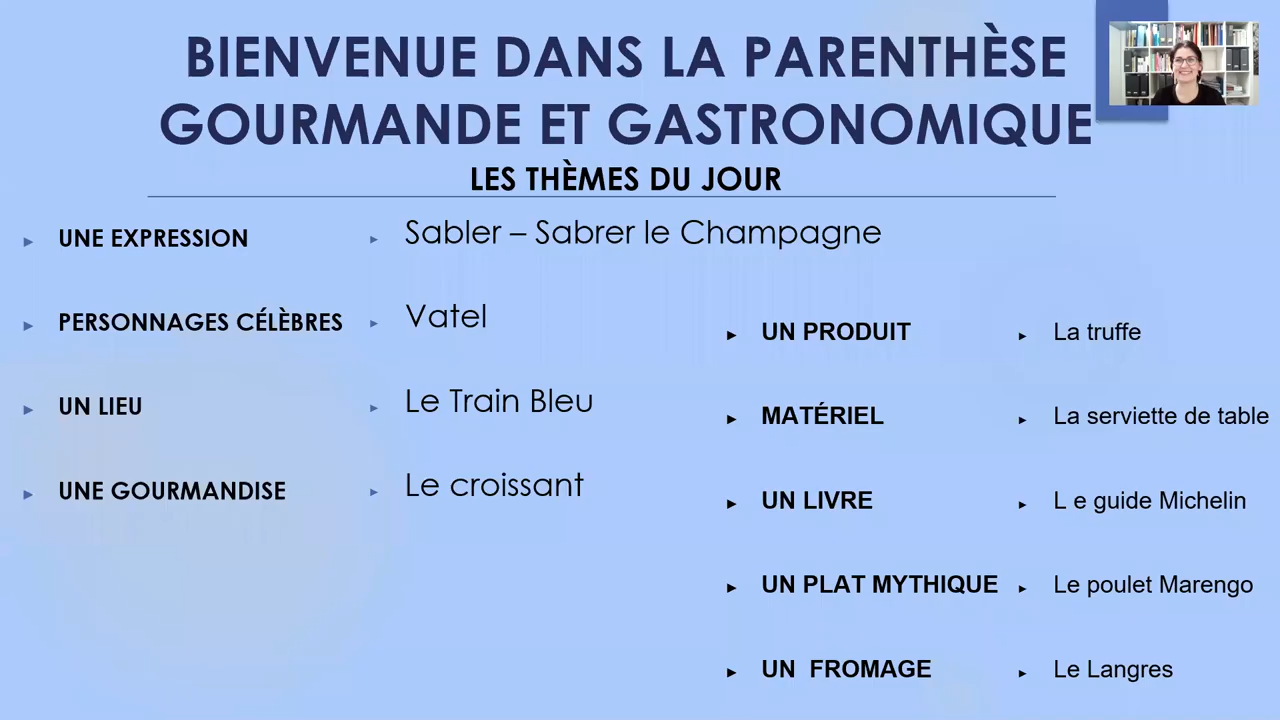 BIENVENUE DANS LA PARENTHÈSE
GOURMANDE ET GASTRONOMIQUE
LES THÈMES DU JOUR
UNE EXPRESSION
Sabler – Sabrer le Champagne
PERSONNAGES CÉLÈBRES
Vatel
UN LIEU
Le Train Bleu
UNE GOURMANDISE
Le croissant
UN PRODUIT
La truffe
MATÉRIEL
La serviette de table
UN LIVRE
L e guide Michelin
UN PLAT MYTHIQUE
Le poulet Marengo
UN  FROMAGE
Le Langres